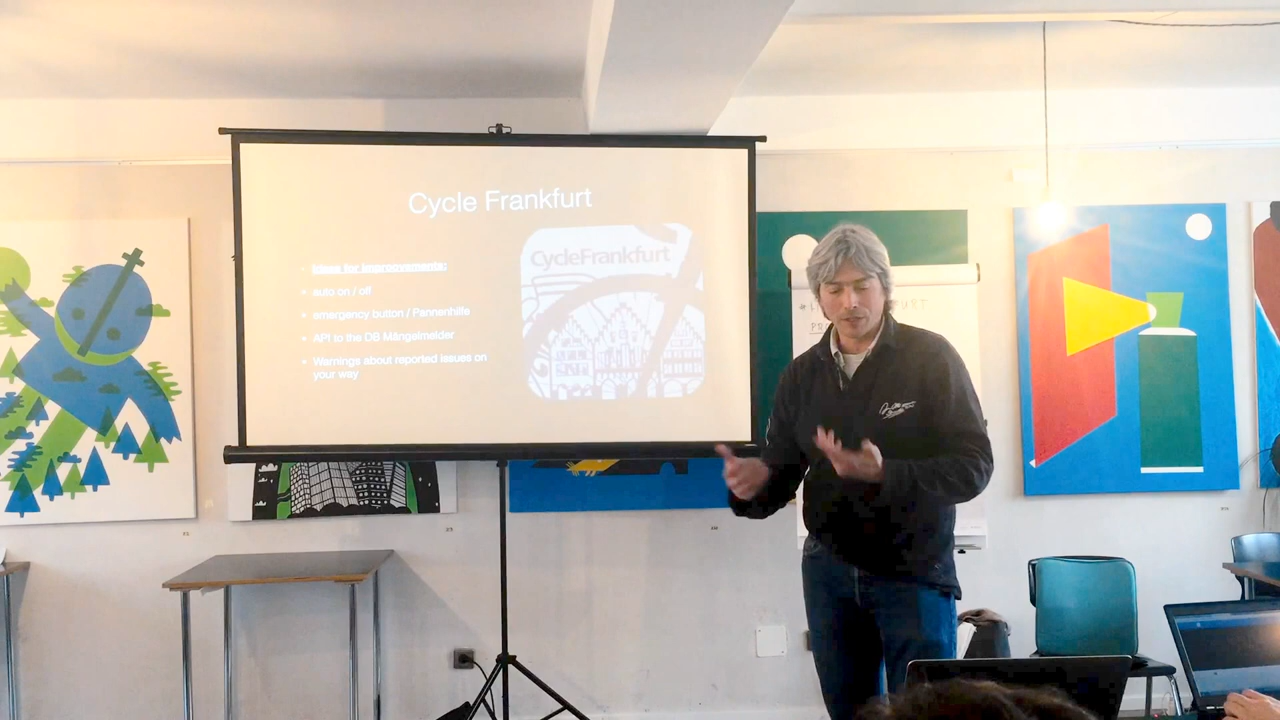 Cycle Frankfurt
CycleFrankfurt
Ideas for improvements:
auto on / off
emergency button / Pannenhilfe
API to the DB Mängelmelder
Warnings about reported issues on
your way